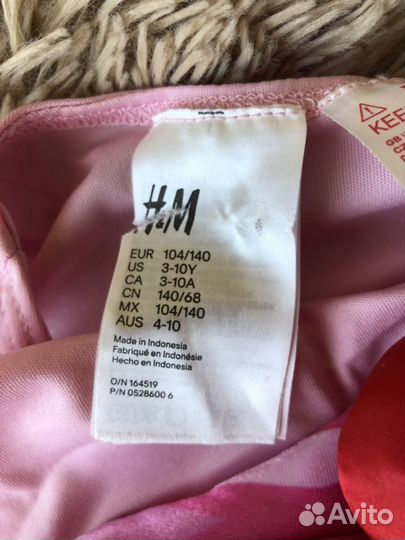 H&M
EUR 104/140
US 3-10Y
CA 3-10A
CN 140/68
MX 104/140
AUS 4-10
Made in Indonesia
Fabriqué en Indonésie
Hecho en Indonesia
O/N 164519
P/N 0528600 6
KEE
GB
Avito